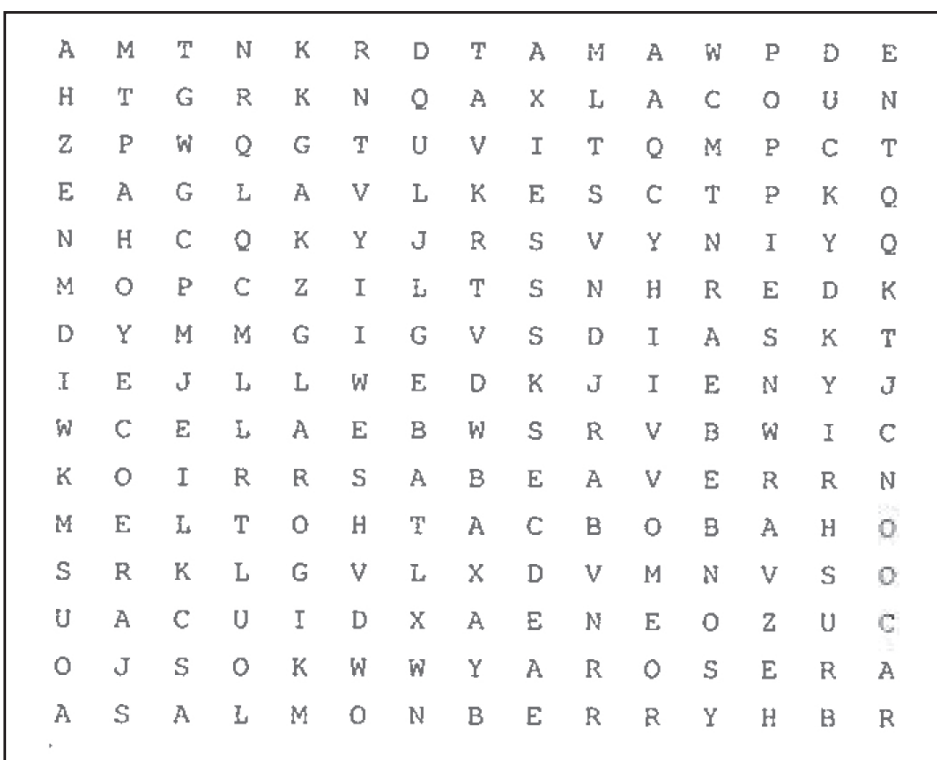 A M T N K R D T A M A W P D E
H T G R K N Q A X L A C O U N
Z P W Q G T U V I T Q M P C T
E A G L A V L K E S C T P K Q
N H C Q K Y J R S V Y N I Y Q
M O P C Z I L T S N H R E D K
D Y M M G I G V S D I A S K T
I E J L L W E D K J I E N Y J
W C E L A E B W S R V B W I C
K O I R R S A B E A V E R R N
M E L T O H T A C B O B A H O
S R K L G V L X D V M N V S O
U A C U I D X A E N E O Z U C
O J S O K W W Y A R O S E R A
A S A L M O N B E R R Y H B R